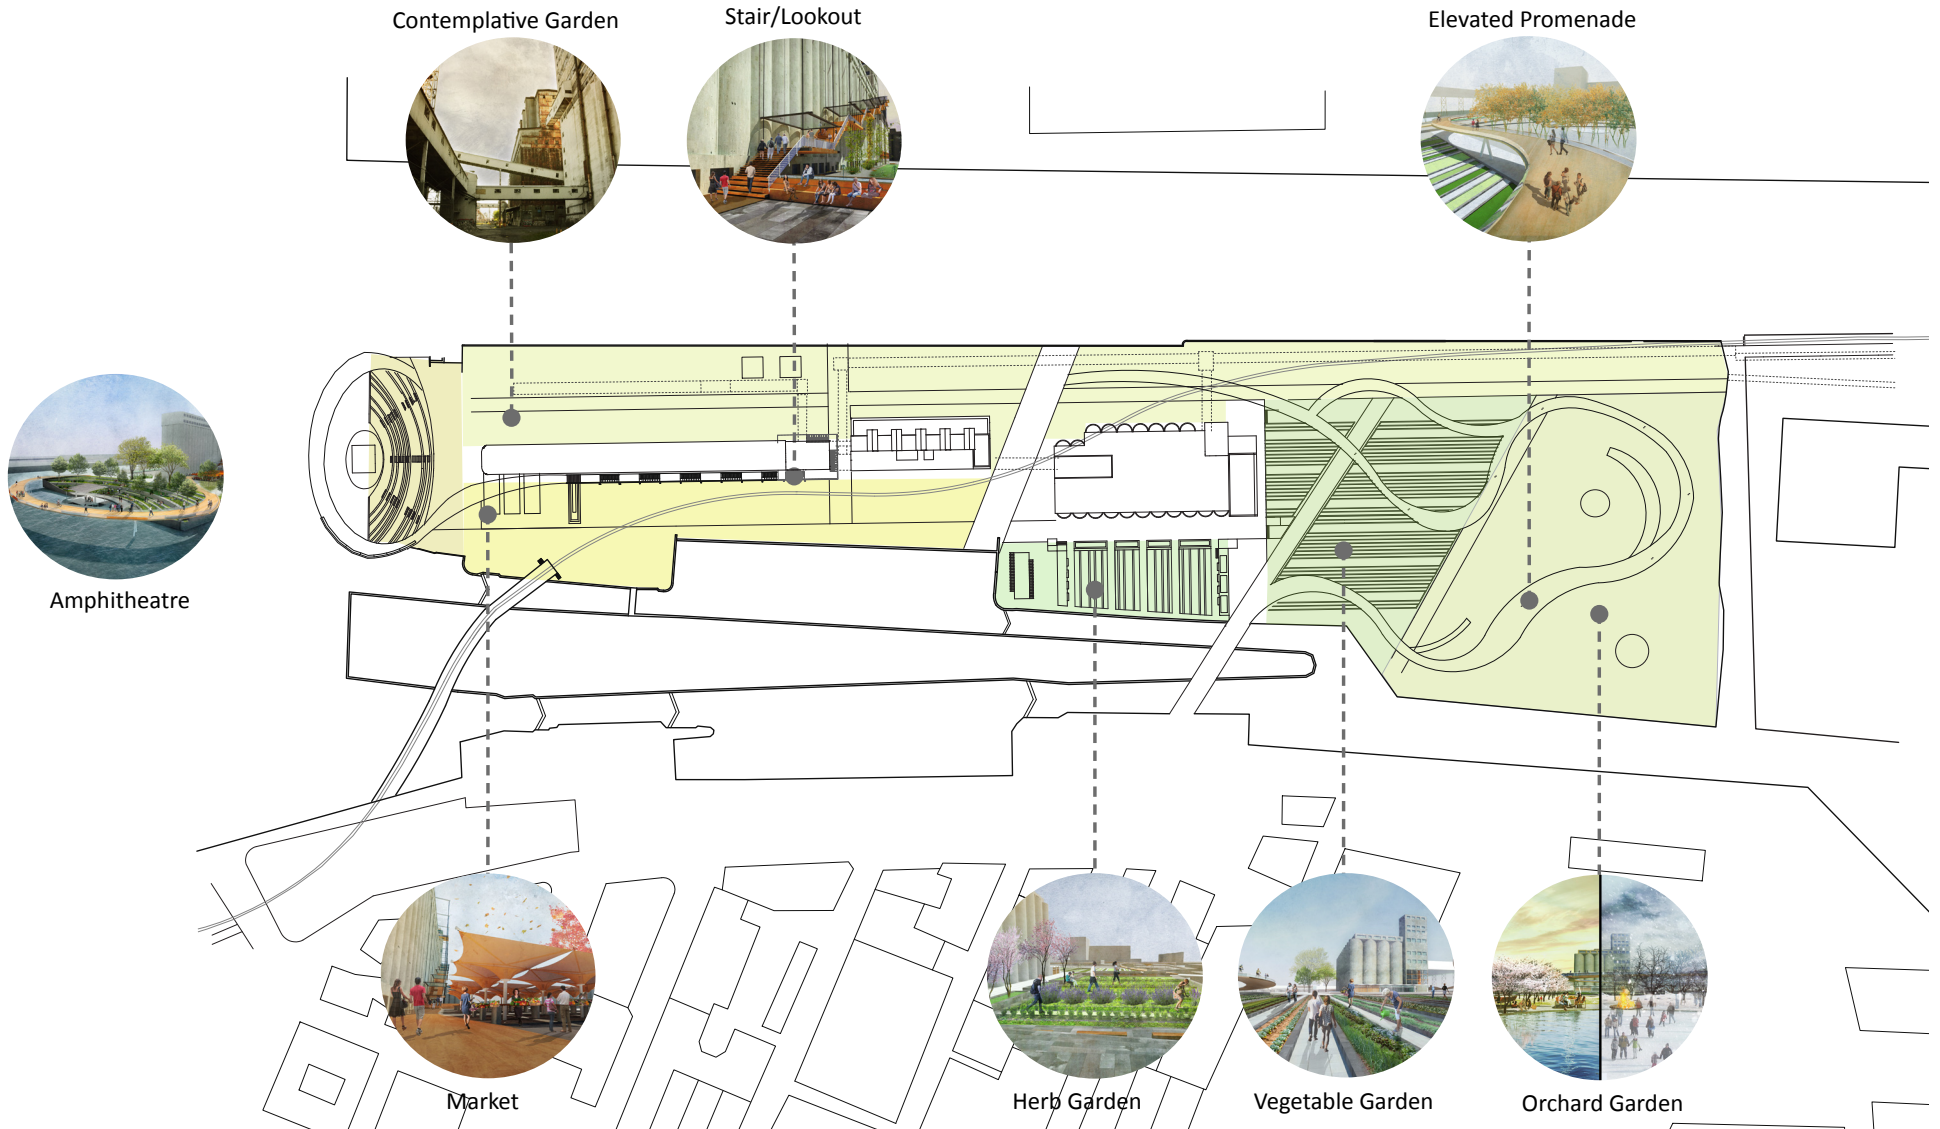 Contemplative Garden
Stair/Lookout
Elevated Promenade
Amphitheatre
Market
Herb Garden
Vegetable Garden
Orchard Garden